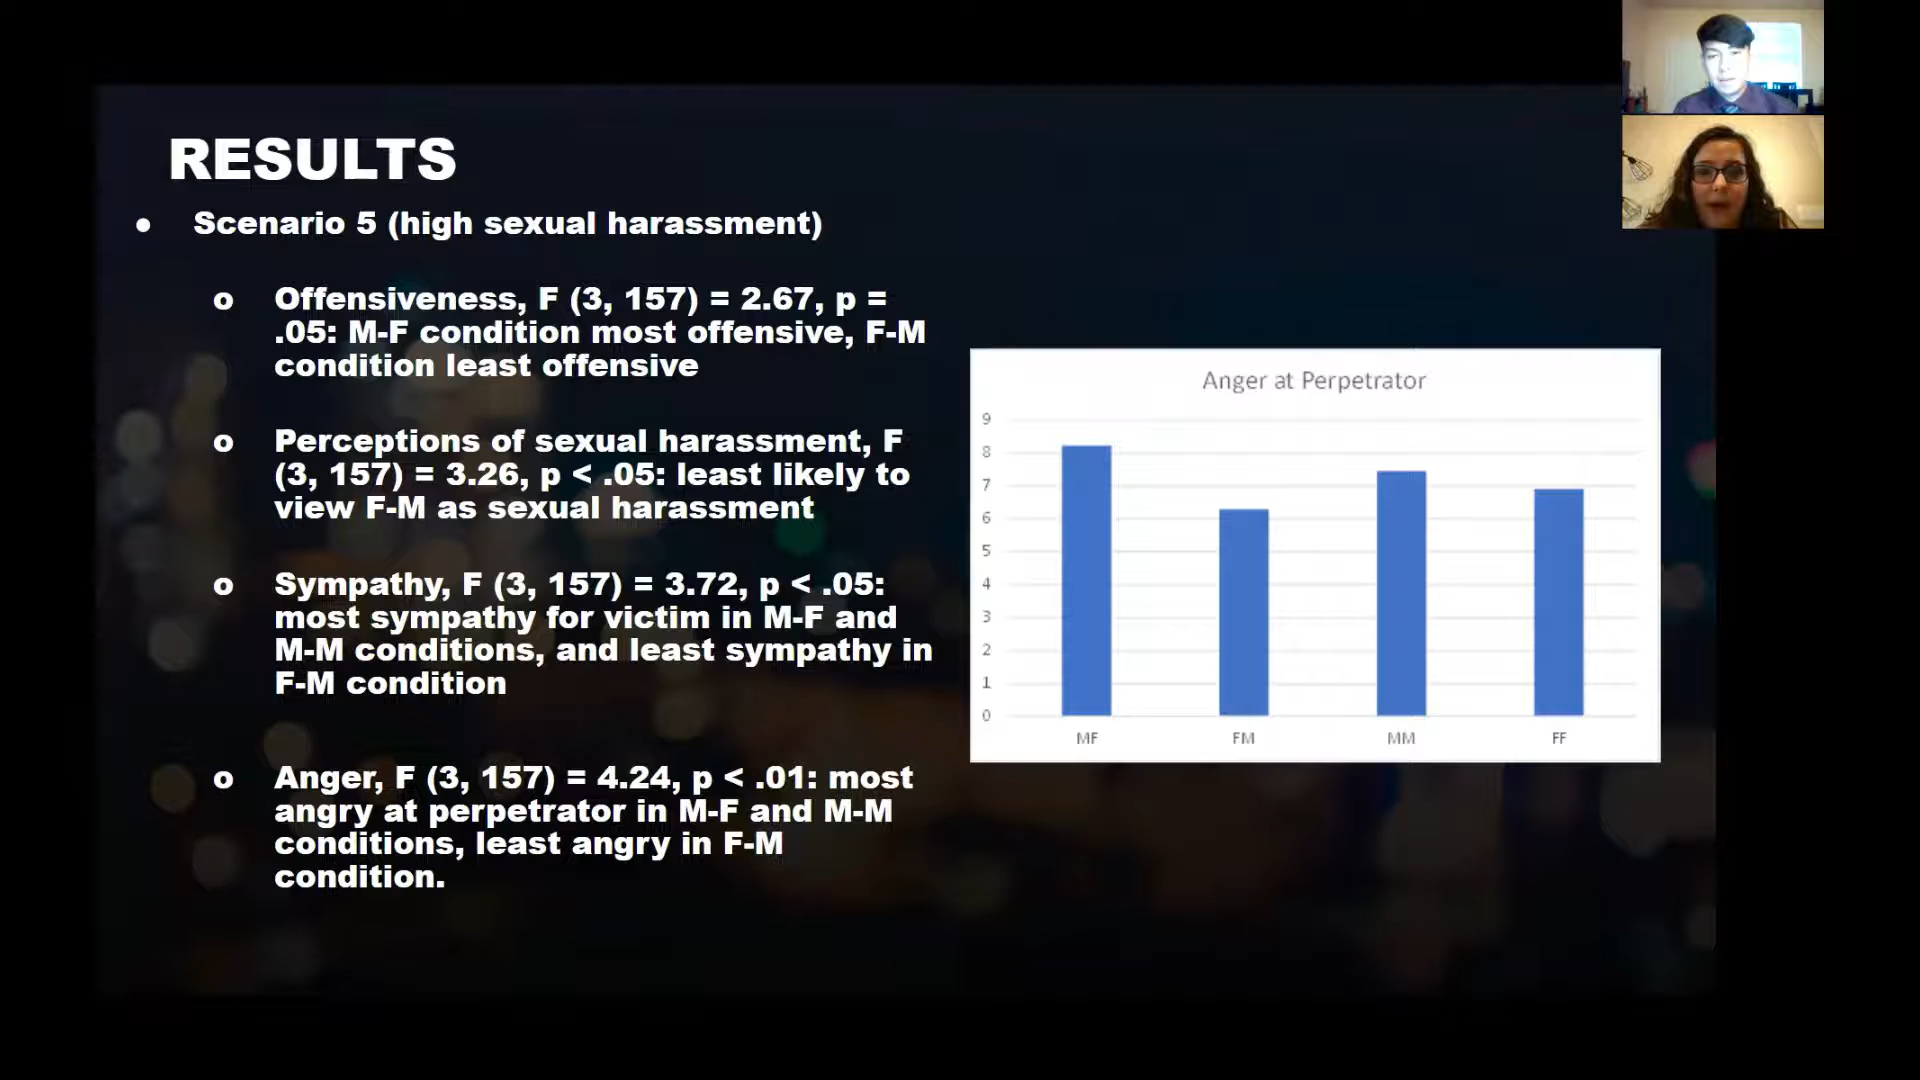 RESULTS
● Scenario 5 (high sexual harassment)
o Offensiveness, F (3, 157) = 2.67, p =
.05: M-F condition most offensive, F-M
condition least offensive
o Perceptions of sexual harassment, F
(3, 157) = 3.26, p < .05: least likely to
view F-M as sexual harassment
o Sympathy, F (3, 157) = 3.72, p < .05:
most sympathy for victim in M-F and
M-M conditions, and least sympathy in
F-M condition
o Anger, F (3, 157) = 4.24, p < .01: most
angry at perpetrator in M-F and M-M
conditions, least angry in F-M
condition.
Anger at Perpetrator
9
8
7
6
5
4
3
2
1
0
MF FM MM FF